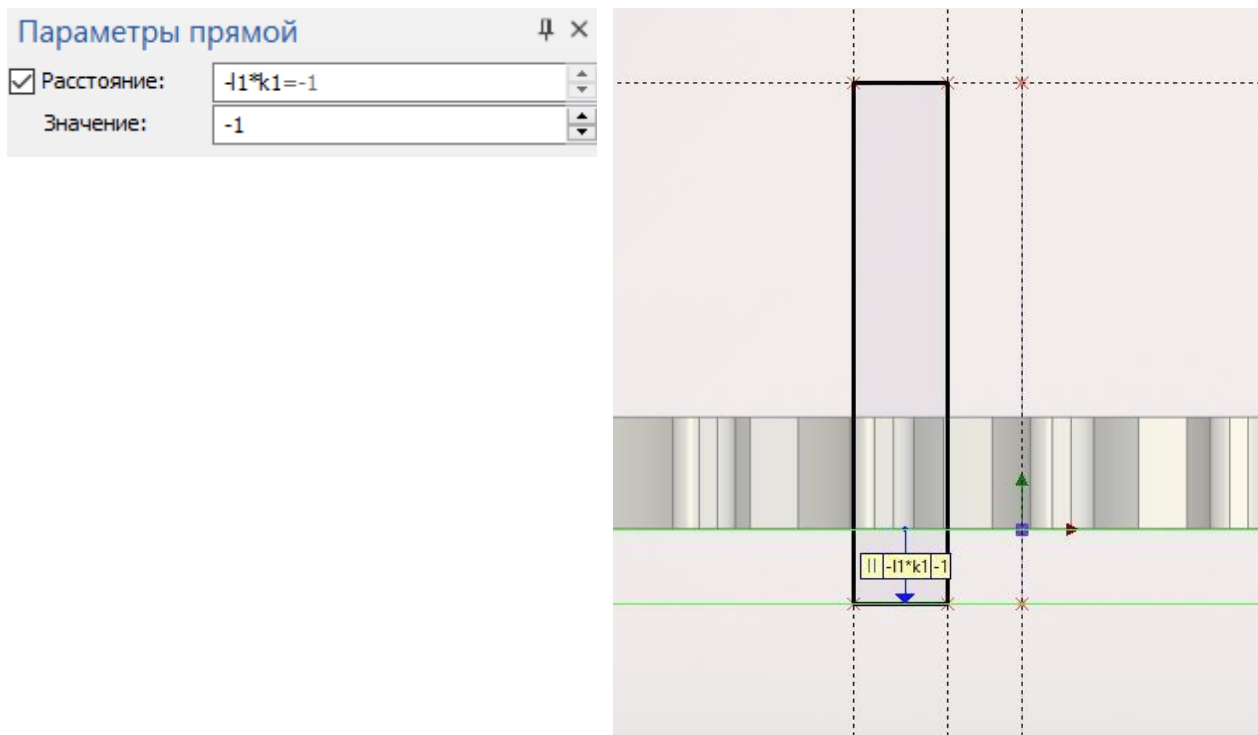 Параметры прямой
Расстояние: -l1*k1=-1
Значение: -1
|| -l1*k1 -1